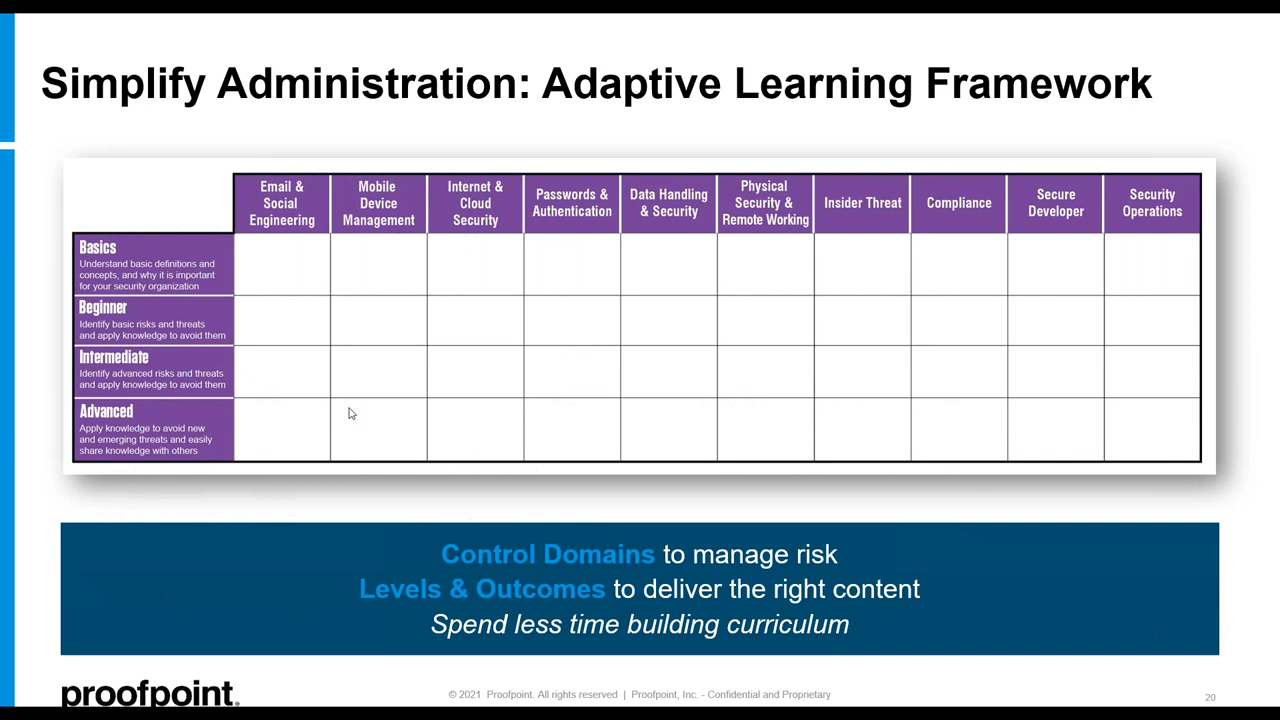 Simplify Administration: Adaptive Learning Framework
Email &
Social
Engineering
Mobile
Device
Management
Internet &
Cloud
Security
Passwords &
Authentication
Data Handling
& Security
Physical
Security &
Remote Working
Insider Threat
Compliance
Secure
Developer
Security
Operations
Basics
Understand basic definitions and
concepts, and why it is important
for your security organization
Beginner
Identify basic risks and threats
and apply knowledge to avoid them
Intermediate
Identify advanced risks and threats
and apply knowledge to avoid them
Advanced
Apply knowledge to avoid new
and emerging threats and easily
share knowledge with others
Control Domains to manage risk
Levels & Outcomes to deliver the right content
Spend less time building curriculum
proofpoint.
© 2021 Proofpoint. All rights reserved | Proofpoint, Inc. - Confidential and Proprietary
20